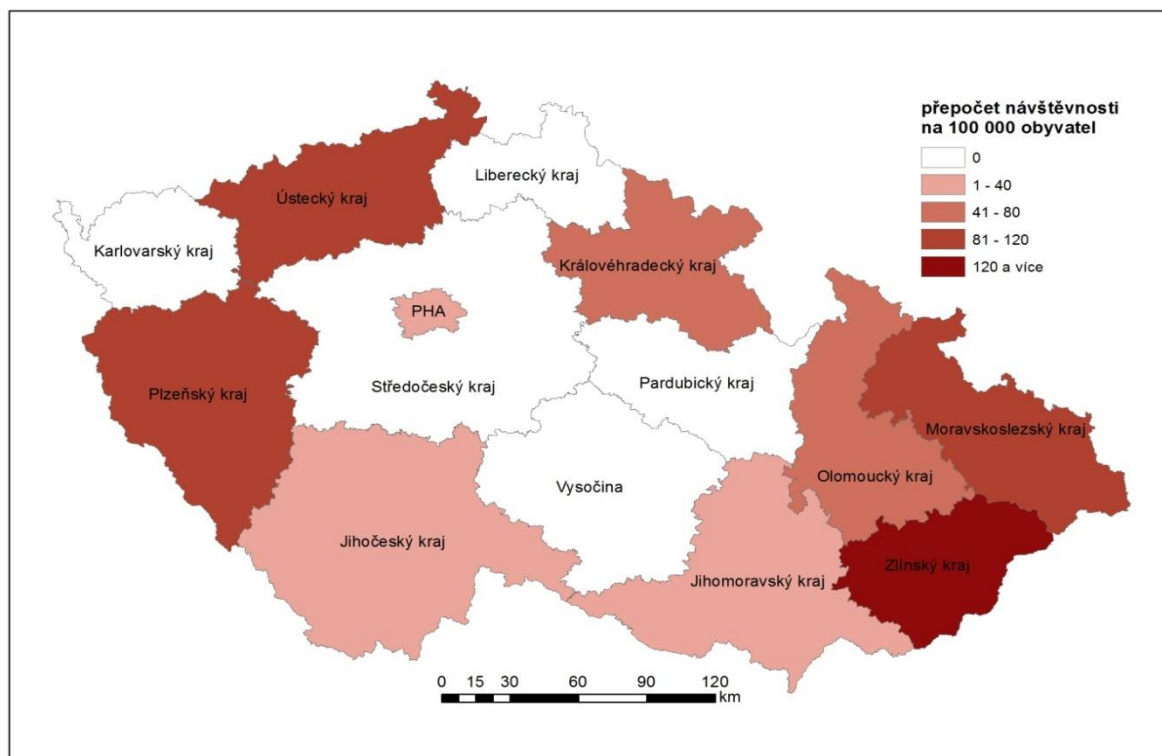 přepočet návštěvnosti
na 100 000 obyvatel
0
1 - 40
41 - 80
81 - 120
120 a více
Liberecký kraj
Ústecký kraj
Karlovarský kraj
Královéhradecký kraj
PHA
Středočeský kraj
Pardubický kraj
Plzeňský kraj
Moravskoslezský kraj
Olomoucký kraj
Vysočina
Jihočeský kraj
Zlínský kraj
Jihomoravský kraj
0 15 30 60 90 120
km